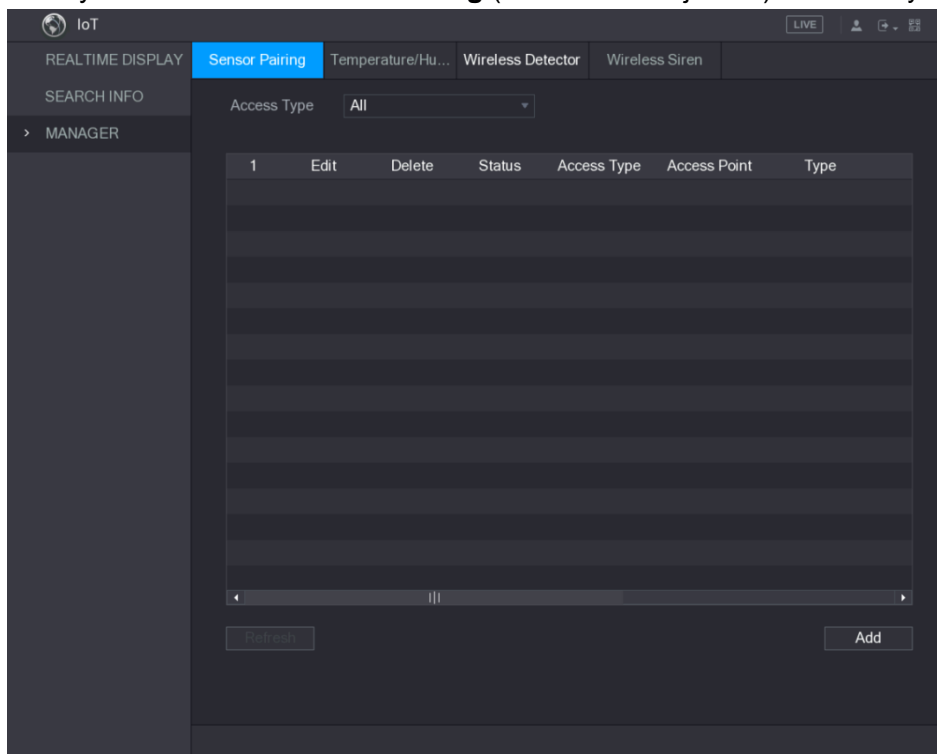 IoT
LIVE
REALTIME DISPLAY
SEARCH INFO
MANAGER
Sensor Pairing Temperature/Hu... Wireless Detector Wireless Siren
Access Type All
1 Edit Delete Status Access Type Access Point Type
Refresh Add